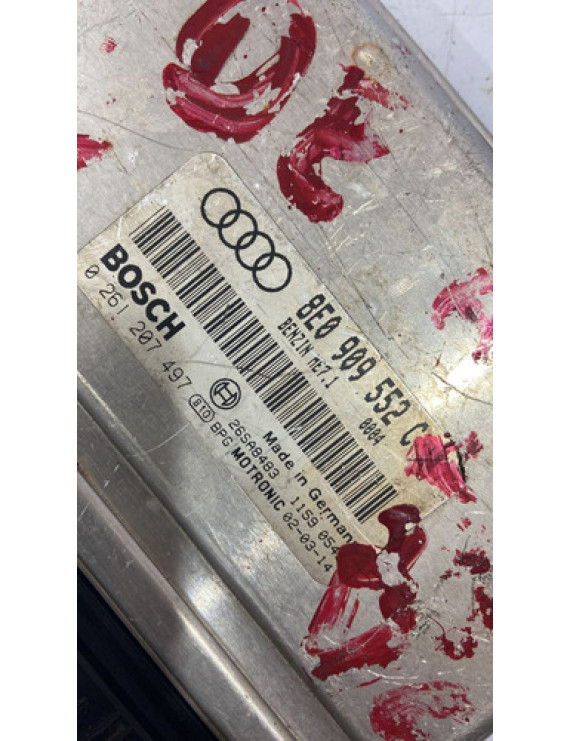 8E0 909 552 C
BENZIN ME7.1 0004
BOSCH
0 261 207 497
26SA8483 1159 054
Made in Germany
BPG MOTRONIC 02-03-14